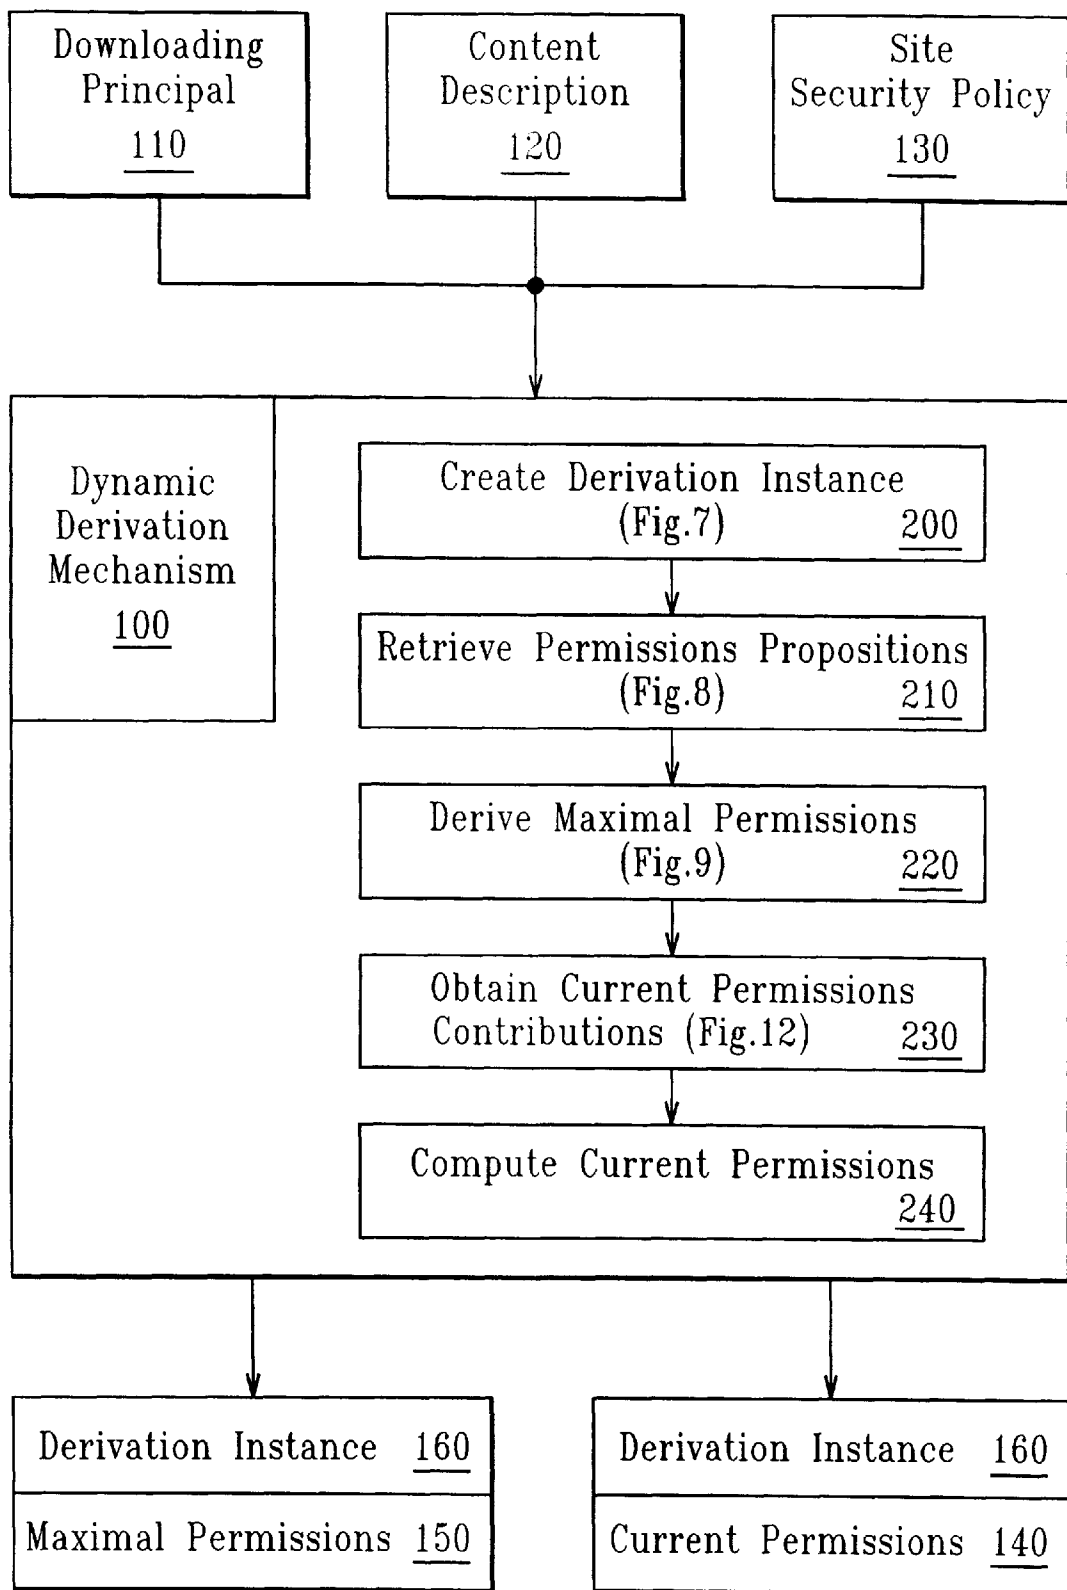 Downloading
Principal
110
Content
Description
120
Site
Security Policy
130
Dynamic
Derivation
Mechanism
100
Create Derivation Instance
(Fig.7) 200
Retrieve Permissions Propositions
(Fig.8) 210
Derive Maximal Permissions
(Fig.9) 220
Obtain Current Permissions
Contributions (Fig.12) 230
Compute Current Permissions
240
Derivation Instance 160
Maximal Permissions 150
Derivation Instance 160
Current Permissions 140